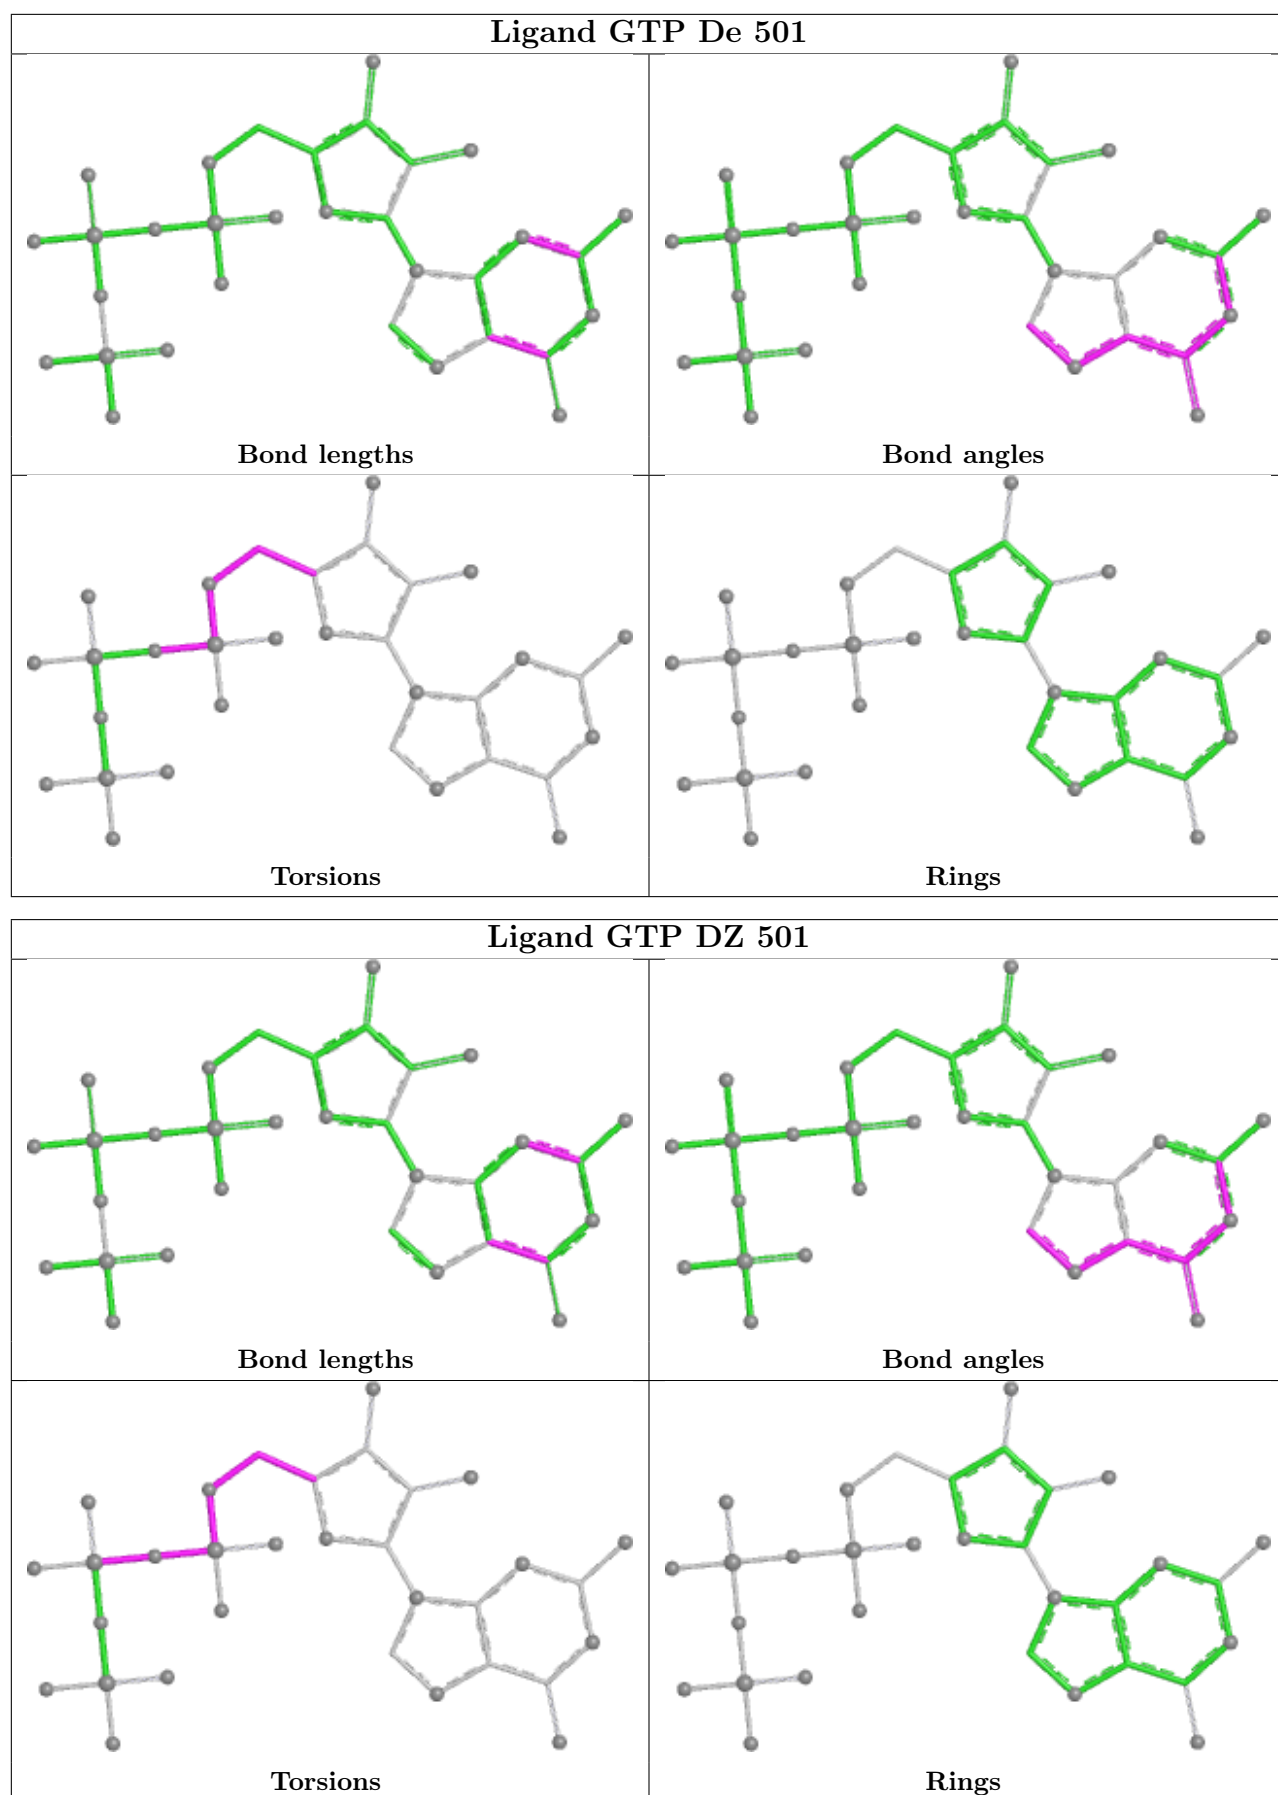 Ligand GTP De 501
Bond lengths
Bond angles
Torsions
Rings
Ligand GTP DZ 501
Bond lengths
Bond angles
Torsions
Rings